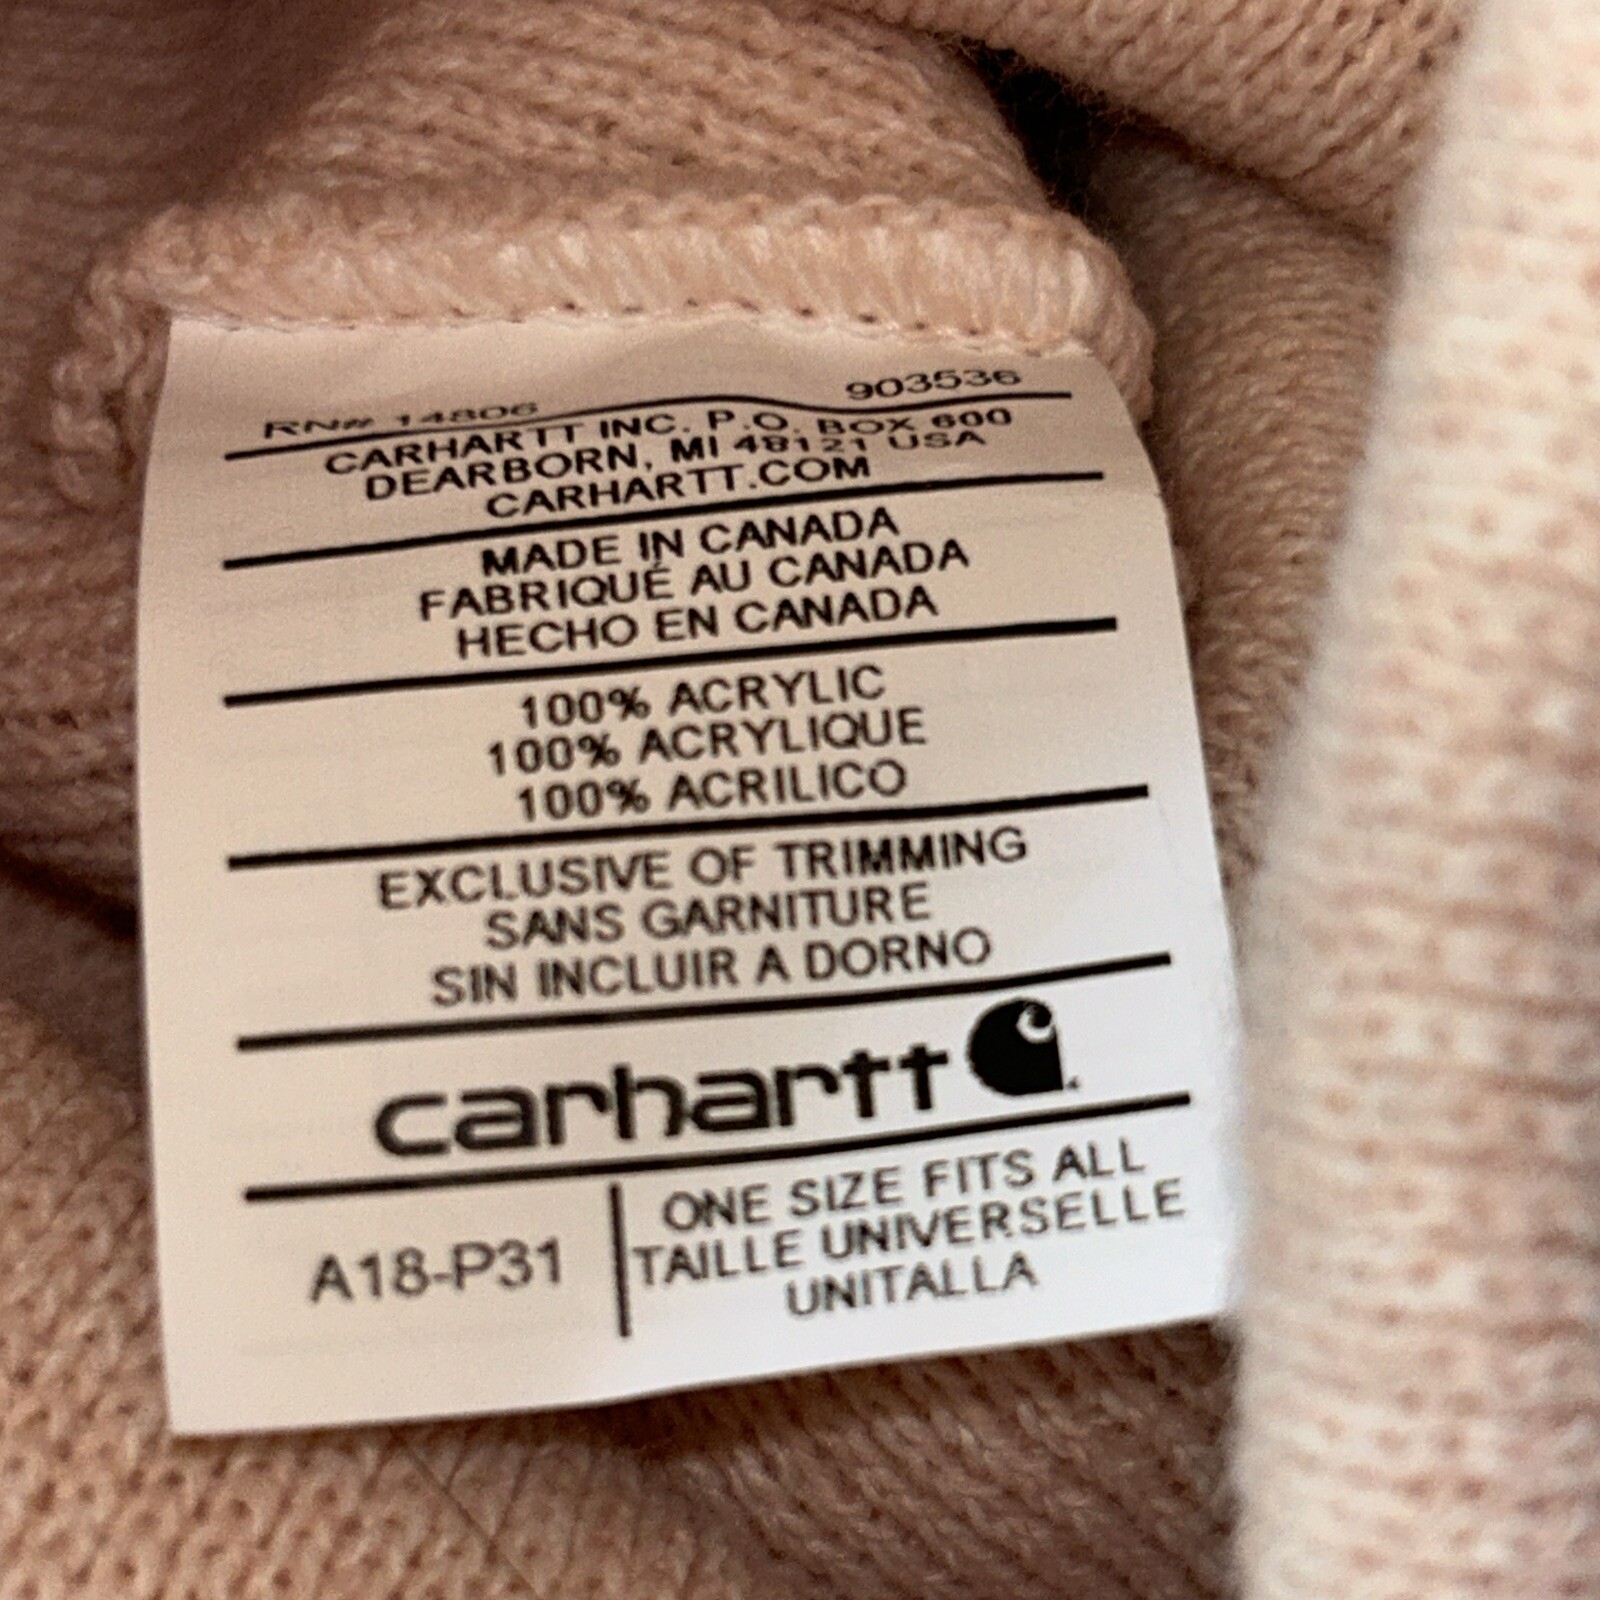 RN# 14806 903536
CARHARTT INC. P.O. BOX 600
DEARBORN, MI 48121 USA
CARHARTT.COM
MADE IN CANADA
FABRIQUÉ AU CANADA
HECHO EN CANADA
100% ACRYLIC
100% ACRYLIQUE
100% ACRILICO
EXCLUSIVE OF TRIMMING
SANS GARNITURE
SIN INCLUIR A DORNO
carhartt
A18-P31
ONE SIZE FITS ALL
TAILLE UNIVERSELLE
UNITALLA